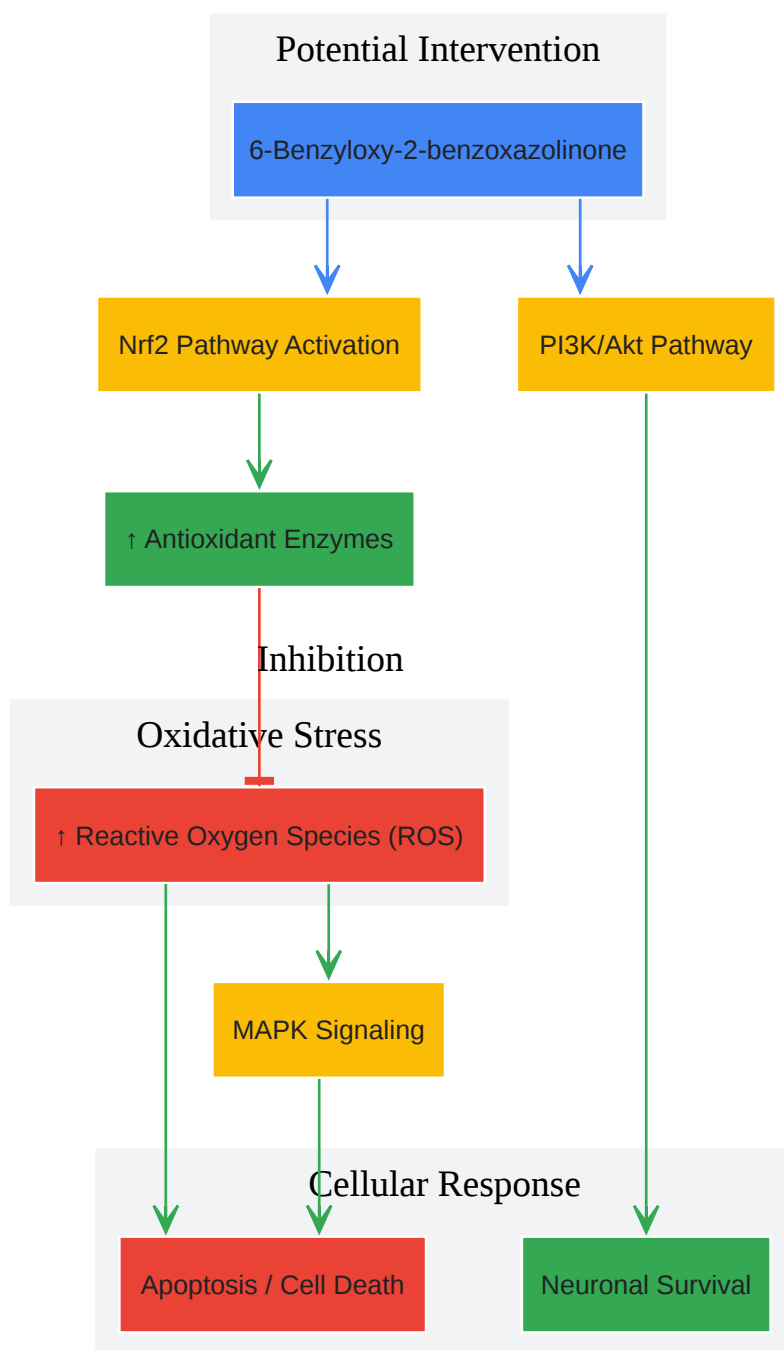 Potential Intervention
6-Benzyloxy-2-benzoxazolinone
Nrf2 Pathway Activation
PI3K/Akt Pathway
↑ Antioxidant Enzymes
Inhibition
Oxidative Stress
↑ Reactive Oxygen Species (ROS)
MAPK Signaling
Cellular Response
Apoptosis / Cell Death
Neuronal Survival